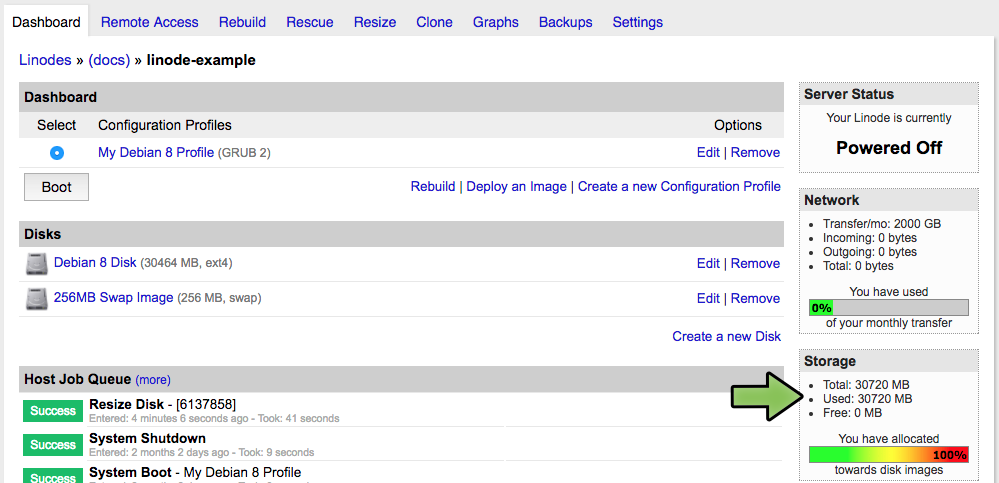 Dashboard Remote Access Rebuild Rescue Resize Clone Graphs Backups Settings
Linodes » (docs) » linode-example
Dashboard
Select Configuration Profiles Options
My Debian 8 Profile (GRUB 2) Edit | Remove
Boot Rebuild | Deploy an Image | Create a new Configuration Profile
Disks
Debian 8 Disk (30464 MB, ext4) Edit | Remove
256MB Swap Image (256 MB, swap) Edit | Remove
Create a new Disk
Host Job Queue (more)
Success Resize Disk - [6137858]
Entered: 4 minutes 6 seconds ago - Took: 41 seconds
Success System Shutdown
Entered: 2 months 2 days ago - Took: 9 seconds
Success System Boot - My Debian 8 Profile
Server Status
Your Linode is currently
Powered Off
Network
• Transfer/mo: 2000 GB
• Incoming: 0 bytes
• Outgoing: 0 bytes
• Total: 0 bytes
You have used
0%
of your monthly transfer
Storage
• Total: 30720 MB
• Used: 30720 MB
• Free: 0 MB
You have allocated
100%
towards disk images